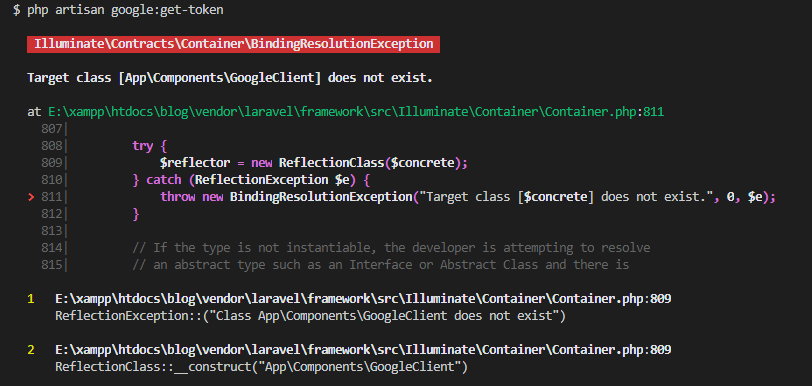 $ php artisan google:get-token
Illuminate\Contracts\Container\BindingResolutionException
Target class [App\Components\GoogleClient] does not exist.
at E:\xampp\htdocs\blog\vendor\laravel\framework\src\Illuminate\Container\Container.php:811
807|
808| try {
809| $reflector = new ReflectionClass($concrete);
810| } catch (ReflectionException $e) {
> 811| throw new BindingResolutionException("Target class [$concrete] does not exist.", 0, $e);
812| }
813|
814| // If the type is not instantiable, the developer is attempting to resolve
815| // an abstract type such as an Interface or Abstract Class and there is
1 E:\xampp\htdocs\blog\vendor\laravel\framework\src\Illuminate\Container\Container.php:809
ReflectionException::("Class App\Components\GoogleClient does not exist")
2 E:\xampp\htdocs\blog\vendor\laravel\framework\src\Illuminate\Container\Container.php:809
ReflectionClass::__construct("App\Components\GoogleClient")